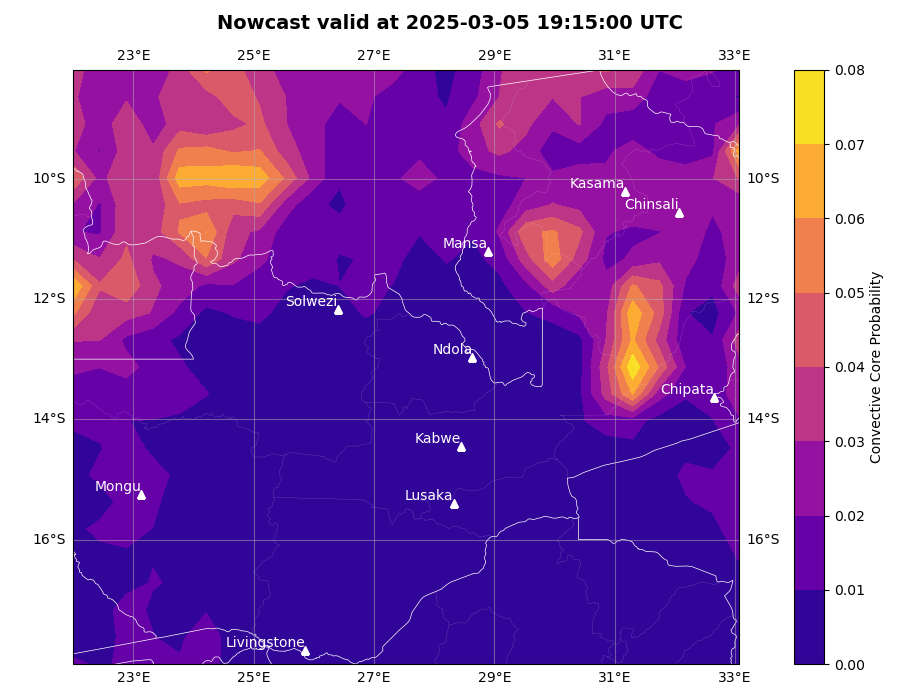 Nowcast valid at 2025-03-05 19:15:00 UTC
23°E 25°E 27°E 29°E 31°E 33°E
0.08
0.07
10°S Kasama 10°S
Chinsali
0.06
Mansa
0.05
12°S Solwezi 12°S
0.04
Ndola
Chipata
0.03
14°S 14°S
Kabwe
Mongu
Lusaka
0.02
16°S 16°S
0.01
Livingstone
0.00
23°E 25°E 27°E 29°E 31°E 33°E
Convective Core Probability